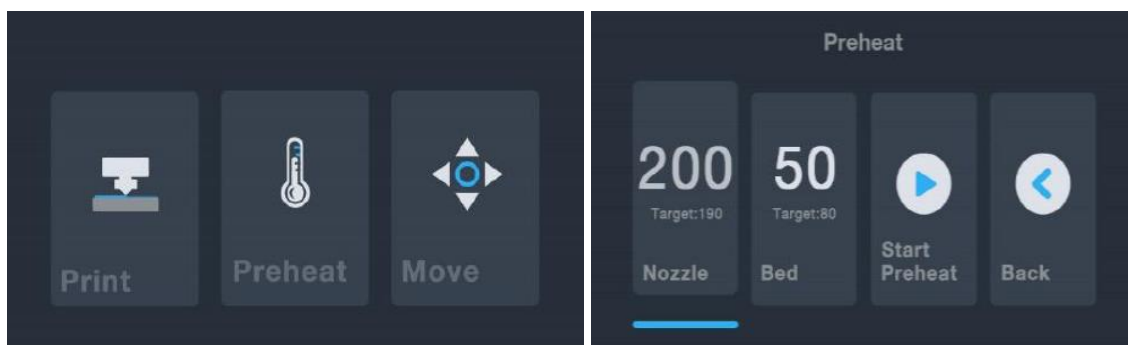 Print
Preheat
Move
Preheat
200
Target:190
Nozzle
50
Target:80
Bed
Start
Preheat
Back